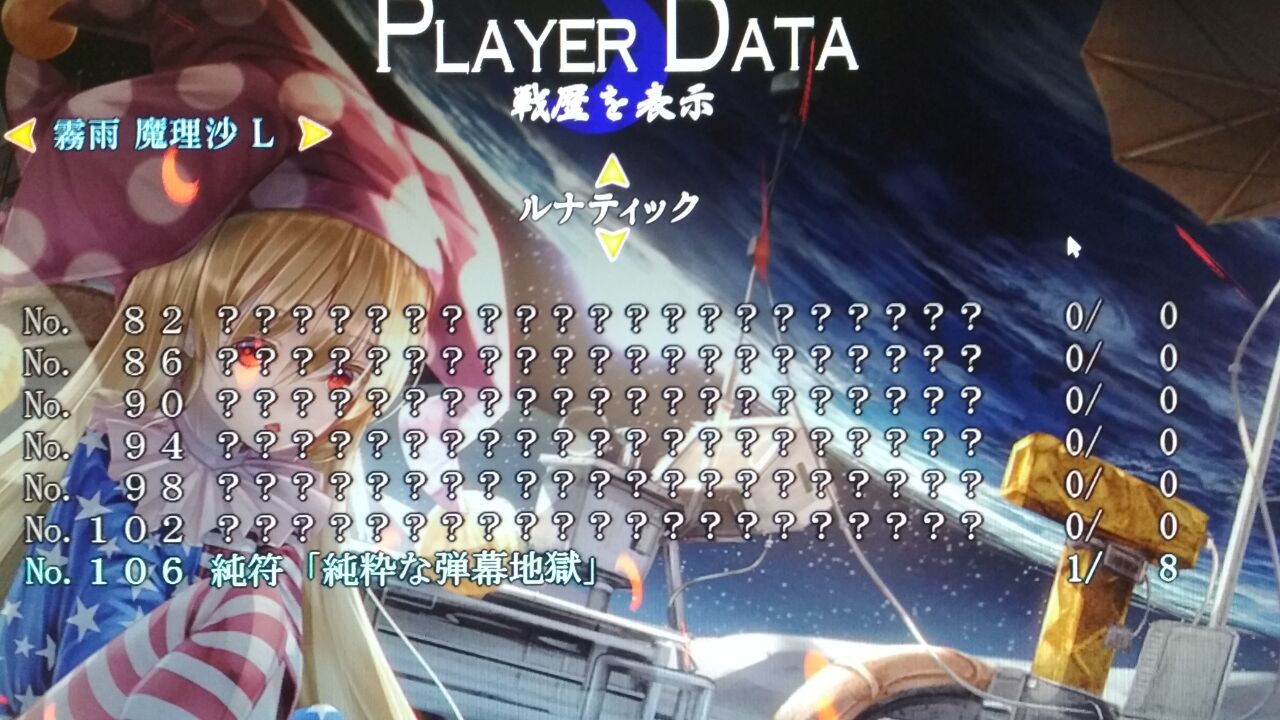 PLAYER DATA
戦歴を表示
霧雨 魔理沙 L
ルナティック
No. 82 ????????????????????? 0/ 0
No. 86 ????????????????????? 0/ 0
No. 90 ????????????????????? 0/ 0
No. 94 ????????????????????? 0/ 0
No. 98 ????????????????????? 0/ 0
No. 102 ????????????????????? 0/ 0
No. 106 純符「純粋な弾幕地獄」 1/ 8